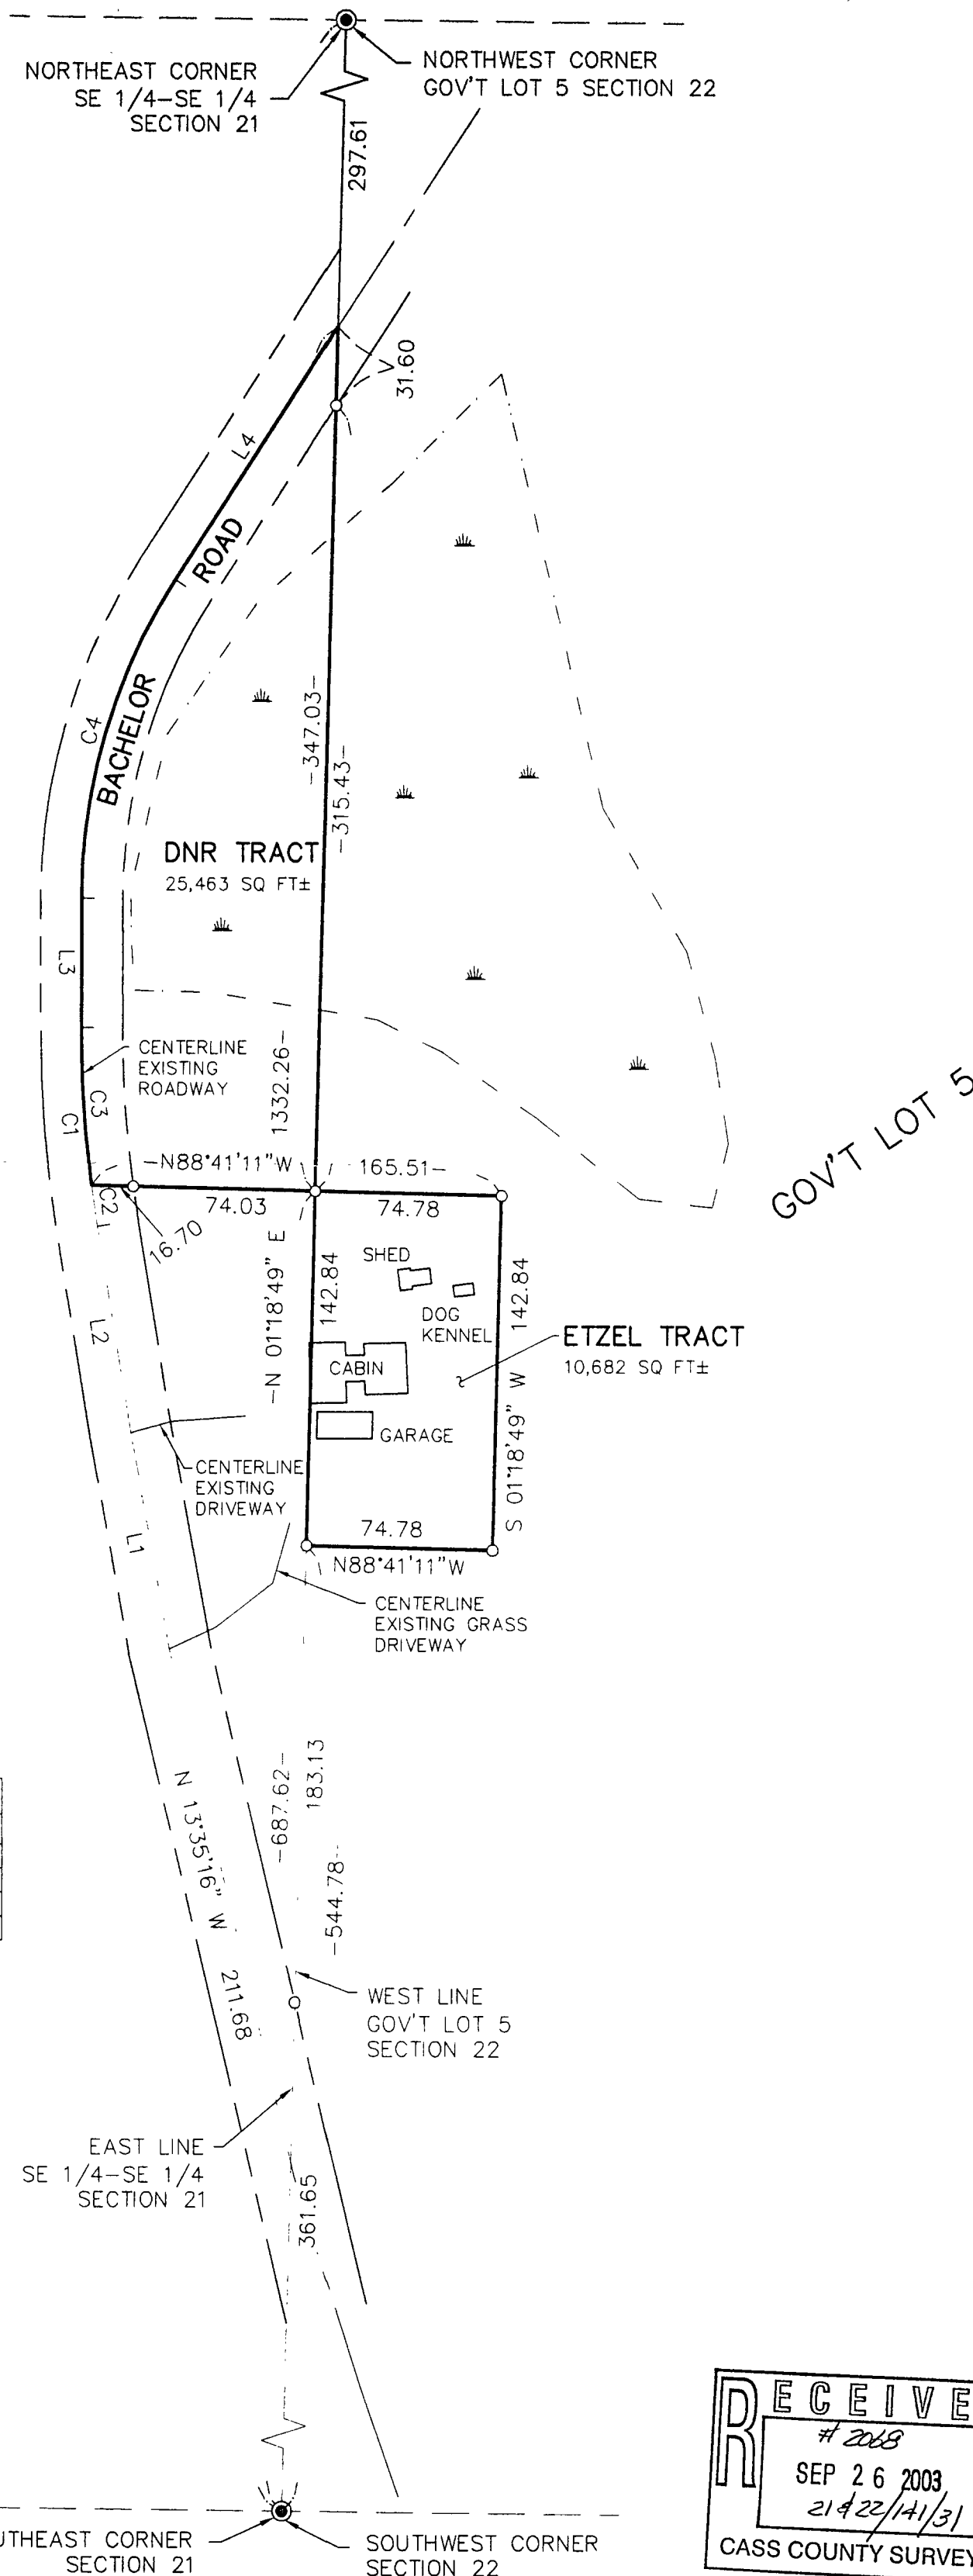 NORTHEAST CORNER
SE 1/4-SE 1/4
SECTION 21
NORTHWEST CORNER
GOV'T LOT 5 SECTION 22
297.61
31.60
L4
ROAD
BACHELOR
C4
-347.03-
-315.43-
DNR TRACT
25,463 SQ FT±
L3
CENTERLINE
EXISTING
ROADWAY
C3
C1
1332.26-
GOV'T LOT 5
-N88°41'11"W
165.51-
C2
74.03
74.78
16.70
-N 01°18'49" E
142.84
SHED
DOG
KENNEL
142.84
S 01°18'49" W
ETZEL TRACT
10,682 SQ FT±
L2
CABIN
GARAGE
CENTERLINE
EXISTING
DRIVEWAY
L1
74.78
N88°41'11"W
CENTERLINE
EXISTING GRASS
DRIVEWAY
N 13°35'16" W
211.68
-687.62-
183.13
-544.78-
WEST LINE
GOV'T LOT 5
SECTION 22
EAST LINE
SE 1/4-SE 1/4
SECTION 21
361.65
UTHEAST CORNER
SECTION 21
SOUTHWEST CORNER
SECTION 22
RECEIVE
# 2068
SEP 26 2003
21&22/141/31
CASS COUNTY SURVEY